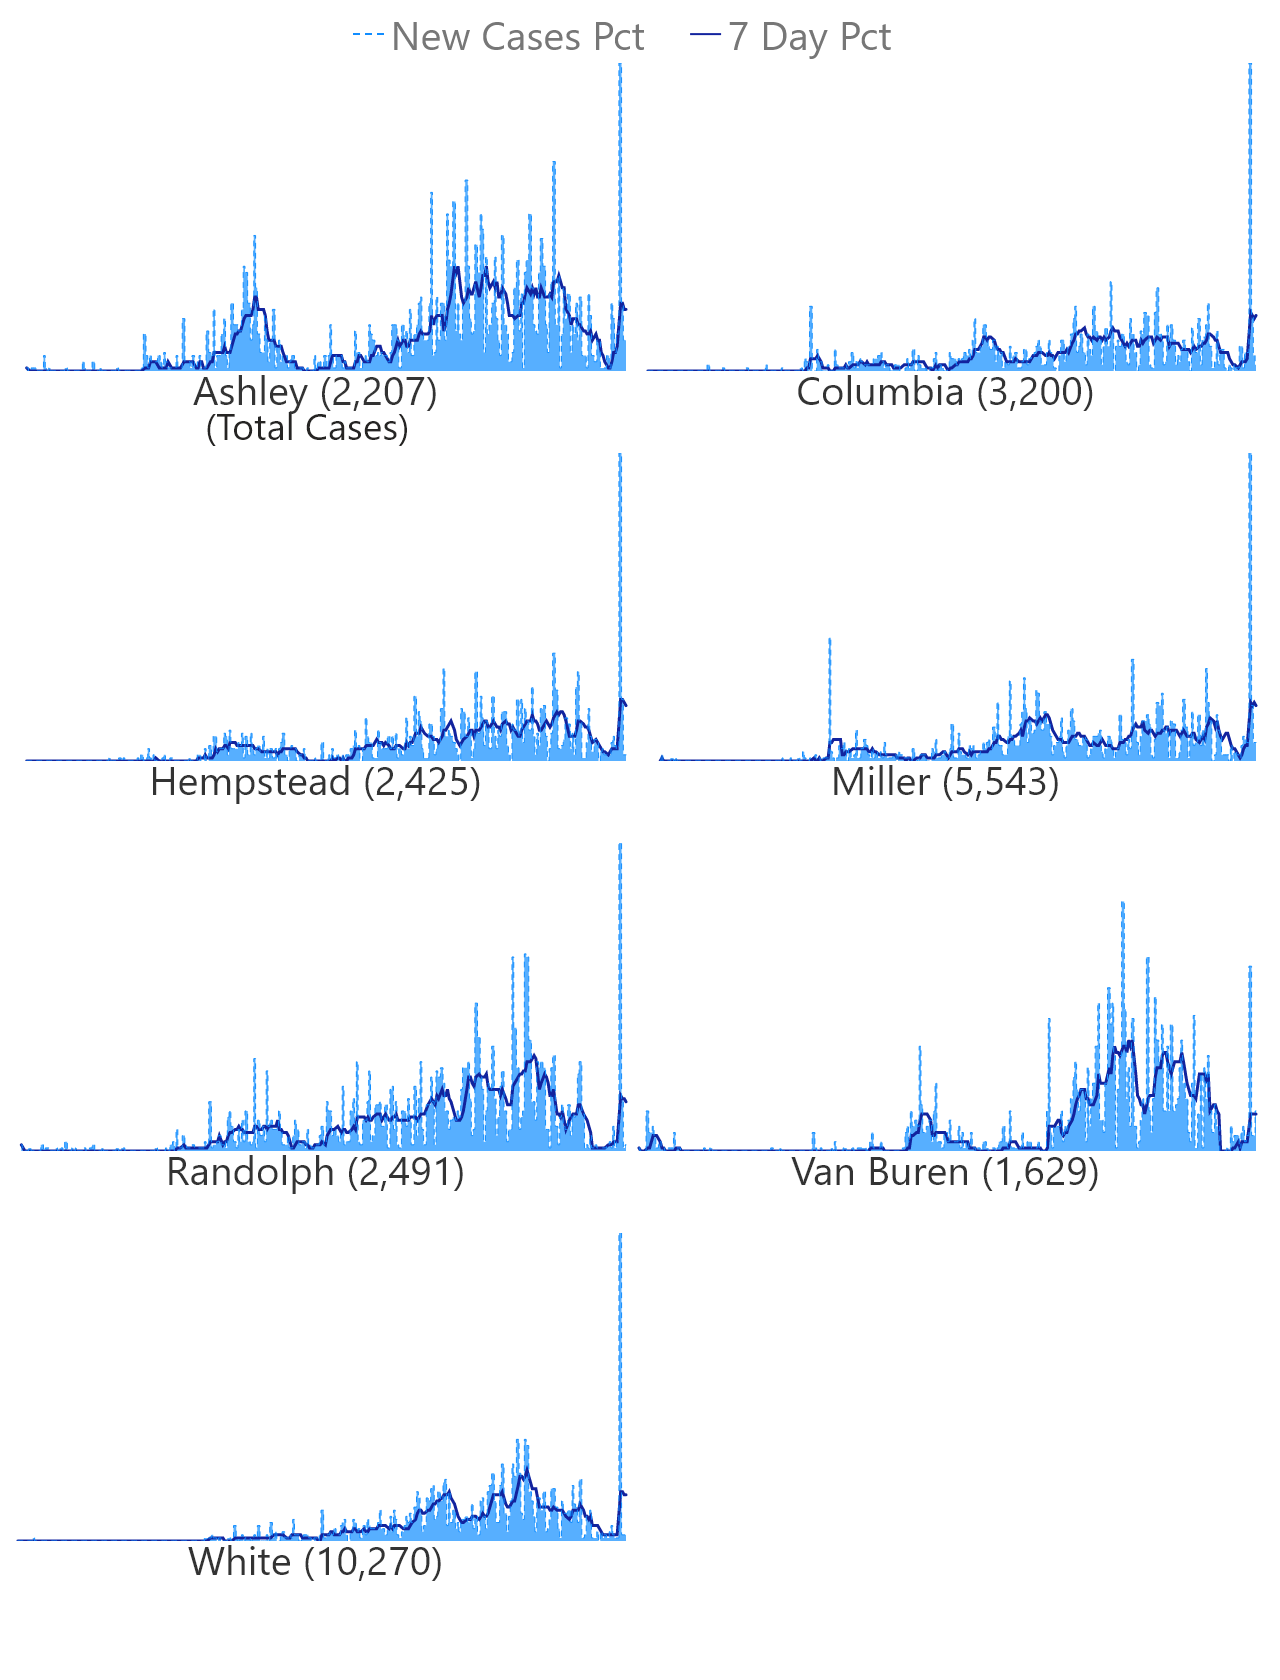 New Cases Pct 7 Day Pct
Ashley (2,207) Columbia (3,200)
(Total Cases)
Hempstead (2,425) Miller (5,543)
Randolph (2,491) Van Buren (1,629)
White (10,270)